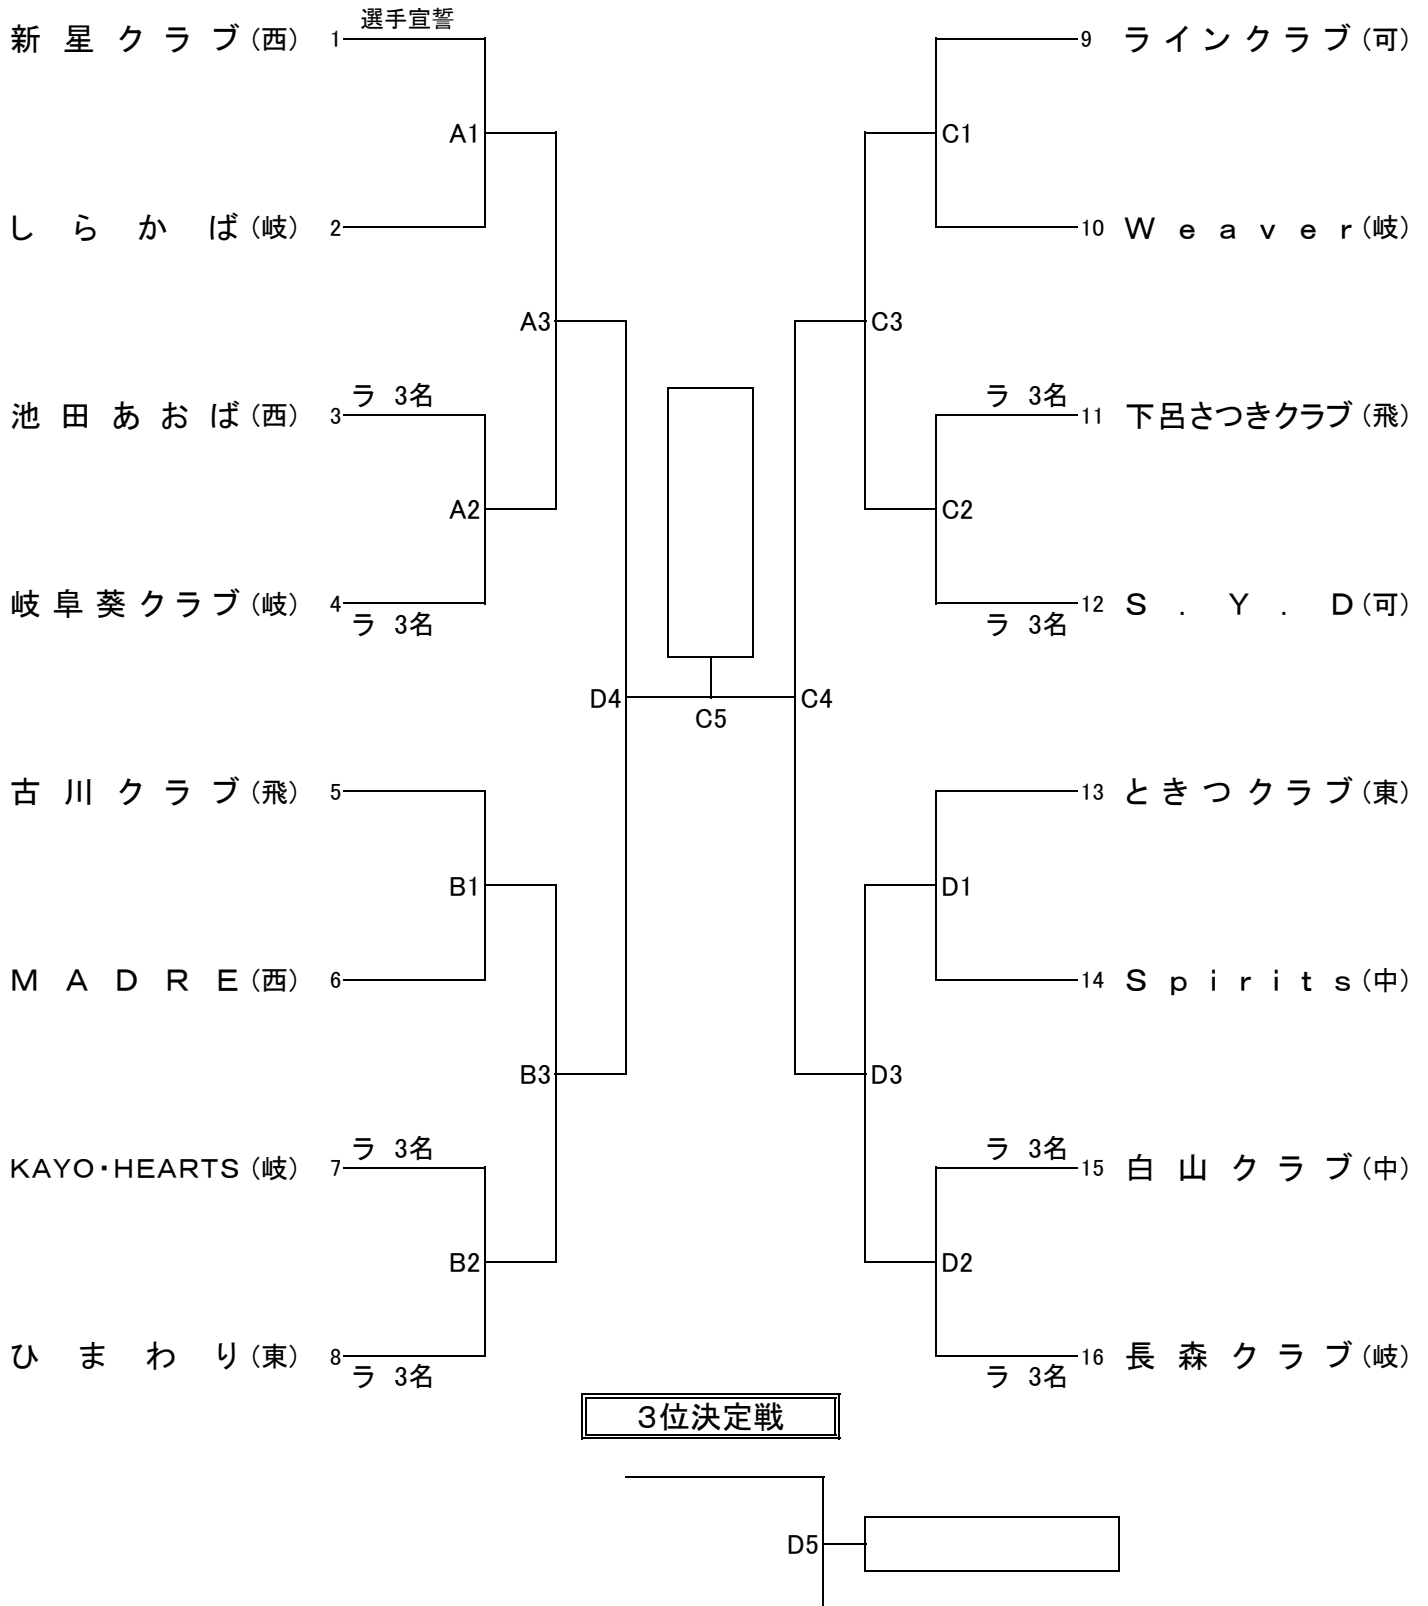 選手宣誓
新星クラブ(西) 1
A1
しらかば(岐) 2
A3
ラ 3名
池田あおば(西) 3
A2
岐阜葵クラブ(岐) 4
ラ 3名
D4
C5
古川クラブ(飛) 5
B1
MADRE(西) 6
B3
ラ 3名
KAYO・HEARTS(岐) 7
B2
ひまわり(東) 8
ラ 3名
9 ラインクラブ(可)
C1
10 Weaver(岐)
C3
ラ 3名
11 下呂さつきクラブ(飛)
C2
12 S.Y.D(可)
ラ 3名
C4
13 ときつクラブ(東)
D1
14 Spirits(中)
D3
ラ 3名
15 白山クラブ(中)
D2
16 長森クラブ(岐)
ラ 3名
3位決定戦
D5